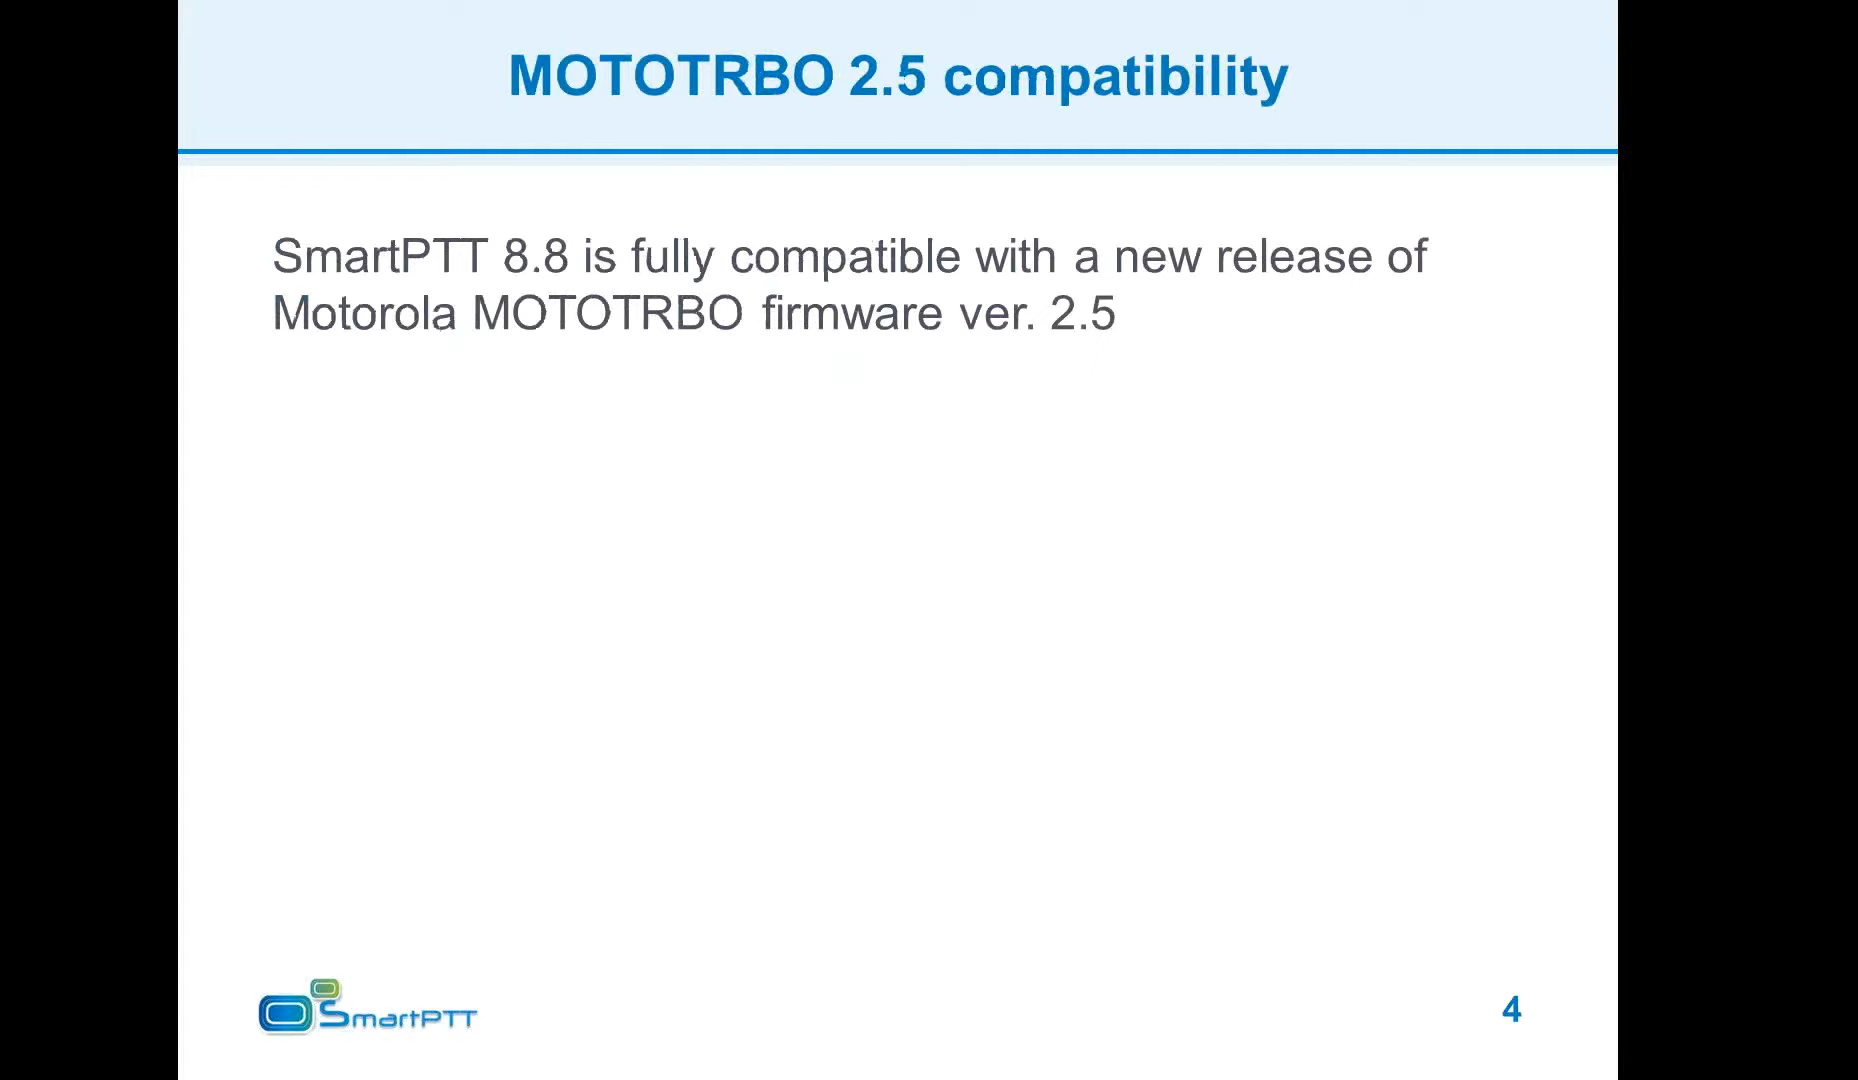 MOTOTRBO 2.5 compatibility
SmartPTT 8.8 is fully compatible with a new release of
Motorola MOTOTRBO firmware ver. 2.5
SmartPTT
4